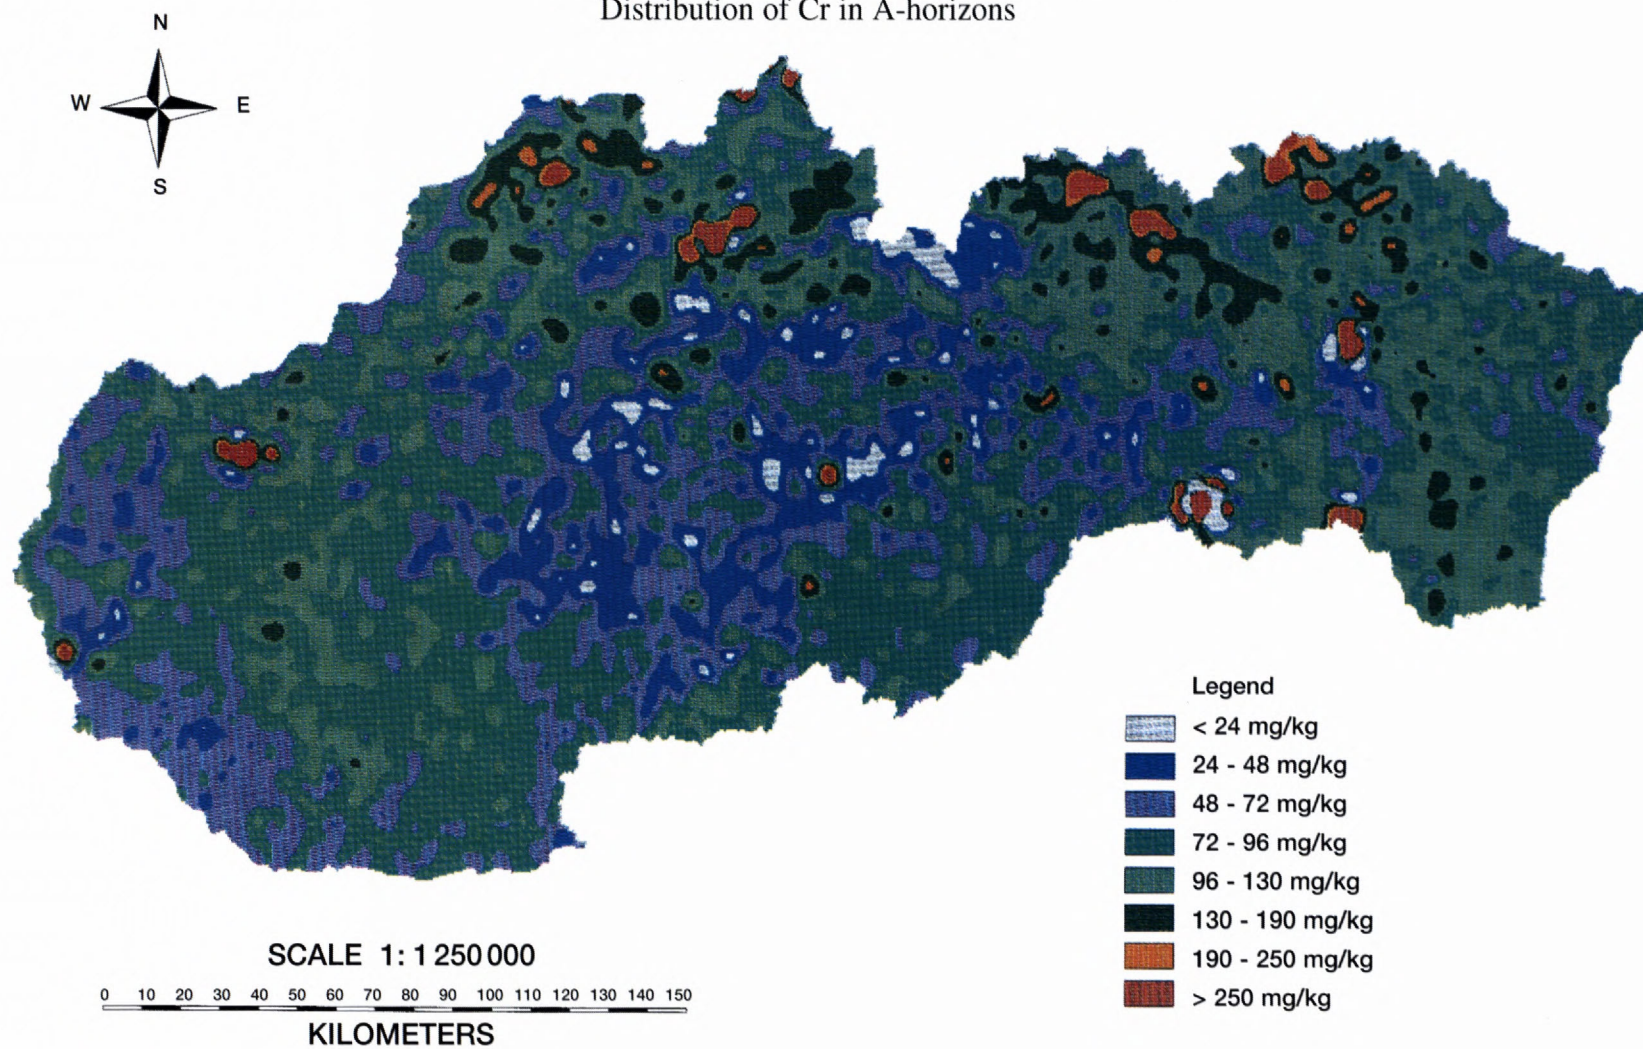 Distribution of Cr in A-horizons
N
W
E
S
Legend
< 24 mg/kg
24 - 48 mg/kg
48 - 72 mg/kg
72 - 96 mg/kg
96 - 130 mg/kg
130 - 190 mg/kg
190 - 250 mg/kg
> 250 mg/kg
SCALE 1: 1 250 000
0 10 20 30 40 50 60 70 80 90 100 110 120 130 140 150
KILOMETERS